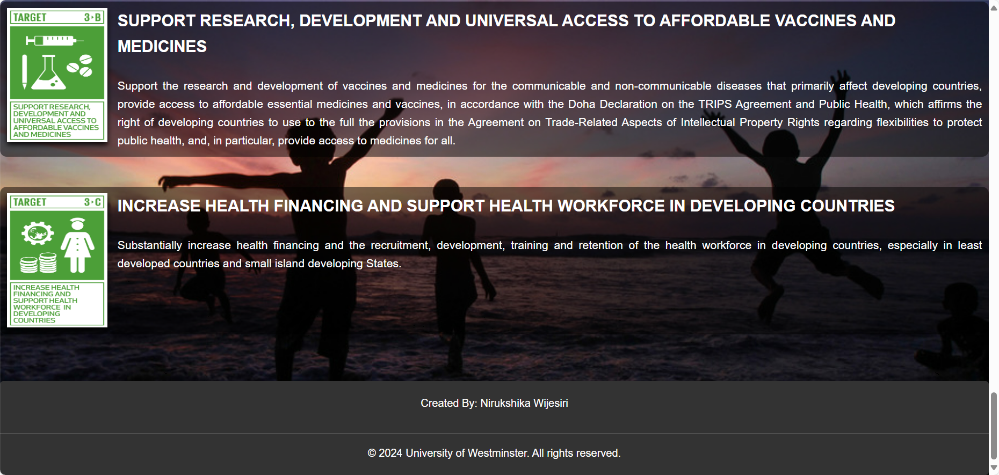 TARGET 3·B
SUPPORT RESEARCH,
DEVELOPMENT AND
UNIVERSAL ACCESS TO
AFFORDABLE VACCINES
AND MEDICINES
SUPPORT RESEARCH, DEVELOPMENT AND UNIVERSAL ACCESS TO AFFORDABLE VACCINES AND
MEDICINES
Support the research and development of vaccines and medicines for the communicable and non-communicable diseases that primarily affect developing countries,
provide access to affordable essential medicines and vaccines, in accordance with the Doha Declaration on the TRIPS Agreement and Public Health, which affirms the
right of developing countries to use to the full the provisions in the Agreement on Trade-Related Aspects of Intellectual Property Rights regarding flexibilities to protect
public health, and, in particular, provide access to medicines for all.
TARGET 3·C
INCREASE HEALTH
FINANCING AND
SUPPORT HEALTH
WORKFORCE IN
DEVELOPING
COUNTRIES
INCREASE HEALTH FINANCING AND SUPPORT HEALTH WORKFORCE IN DEVELOPING COUNTRIES
Substantially increase health financing and the recruitment, development, training and retention of the health workforce in developing countries, especially in least
developed countries and small island developing States.
Created By: Nirukshika Wijesiri
© 2024 University of Westminster. All rights reserved.